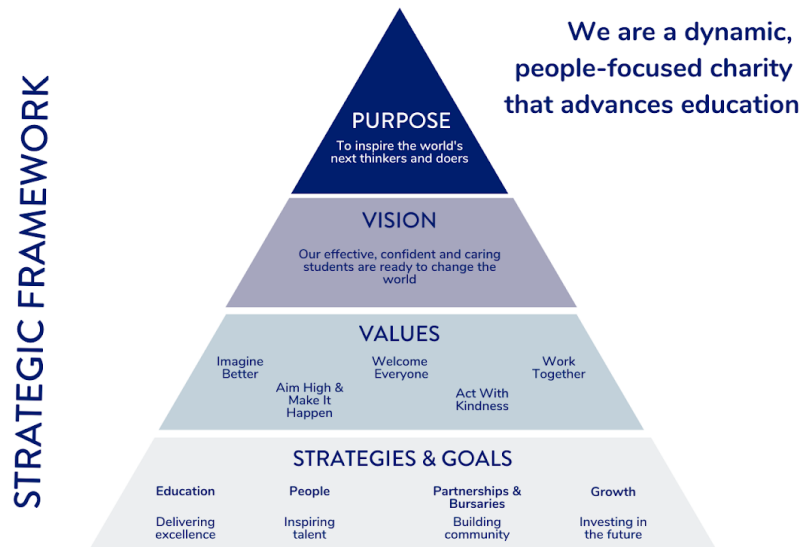 STRATEGIC FRAMEWORK
We are a dynamic,
people-focused charity
that advances education
PURPOSE
To inspire the world's
next thinkers and doers
VISION
Our effective, confident and caring
students are ready to change the
world
VALUES
Imagine
Better
Aim High &
Make It
Happen
Welcome
Everyone
Act With
Kindness
Work
Together
STRATEGIES & GOALS
Education
Delivering
excellence
People
Inspiring
talent
Partnerships &
Bursaries
Building
community
Growth
Investing in
the future